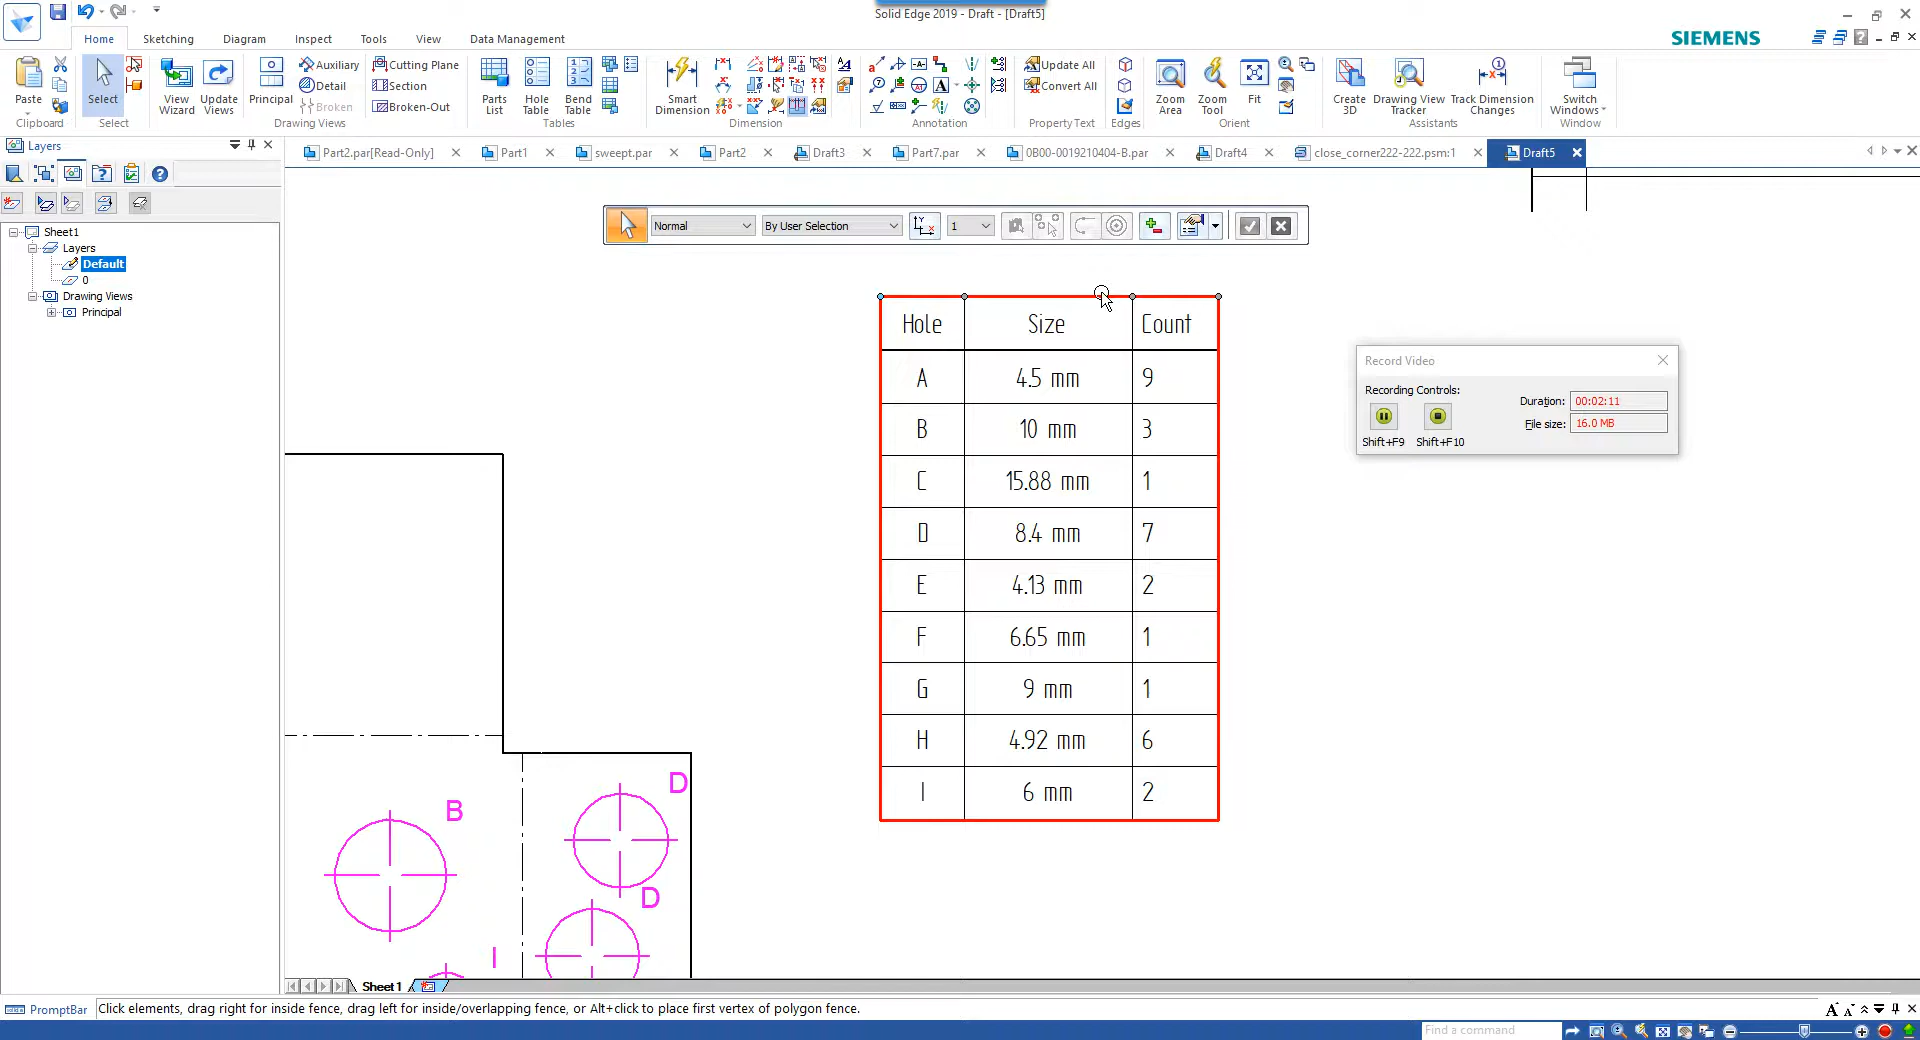 Solid Edge 2019 - Draft - [Draft5]
Home Sketching Diagram Inspect Tools View Data Management
SIEMENS
Paste
Clipboard
Select
Select
View Wizard
Update Views
Principal
Auxiliary
Detail
Broken
Cutting Plane
Section
Broken-Out
Drawing Views
Parts List
Hole Table
Bend Table
Tables
Smart Dimension
Dimension
Annotation
Update All
Convert All
Property Text
Edges
Zoom Area
Zoom Tool
Fit
Orient
Create 3D
Drawing View Tracker
Track Dimension Changes
Assistants
Switch Windows
Window
Layers
Part2.par[Read-Only] Part1 sweept.par Part2 Draft3 Part7.par 0B00-0019210404-B.par Draft4 close_corner222-222.psm:1 Draft5
Sheet1
Layers
Default
0
Drawing Views
Principal
Normal By User Selection 1
Hole Size Count
A 4.5 mm 9
B 10 mm 3
C 15.88 mm 1
D 8.4 mm 7
E 4.13 mm 2
F 6.65 mm 1
G 9 mm 1
H 4.92 mm 6
I 6 mm 2
Record Video
Recording Controls:
Duration: 00:02:11
File size: 16.0 MB
Shift+F9 Shift+F10
B
D
D
I
Sheet1
PromptBar
Click elements, drag right for inside fence, drag left for inside/overlapping fence, or Alt+click to place first vertex of polygon fence.
Find a command